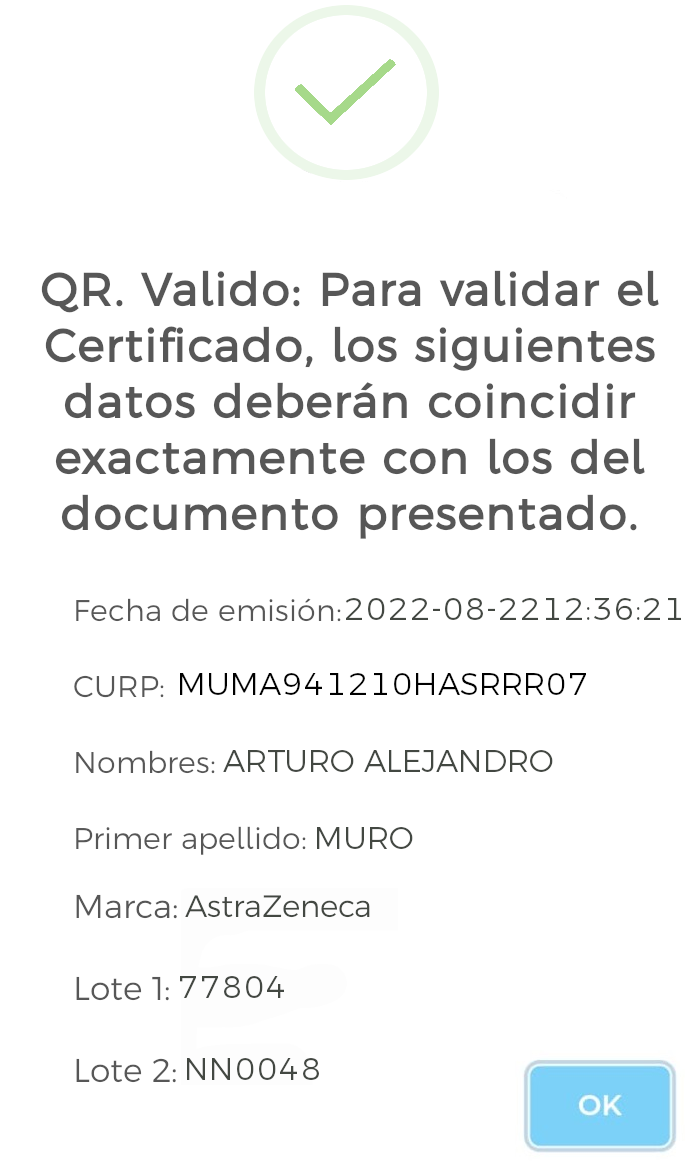 QR. Valido: Para validar el
Certificado, los siguientes
datos deberán coincidir
exactamente con los del
documento presentado.
Fecha de emisión:2022-08-2212:36:21
CURP: MUMA941210HASRRR07
Nombres: ARTURO ALEJANDRO
Primer apellido: MURO
Marca: AstraZeneca
Lote 1: 77804
Lote 2: NN0048
OK